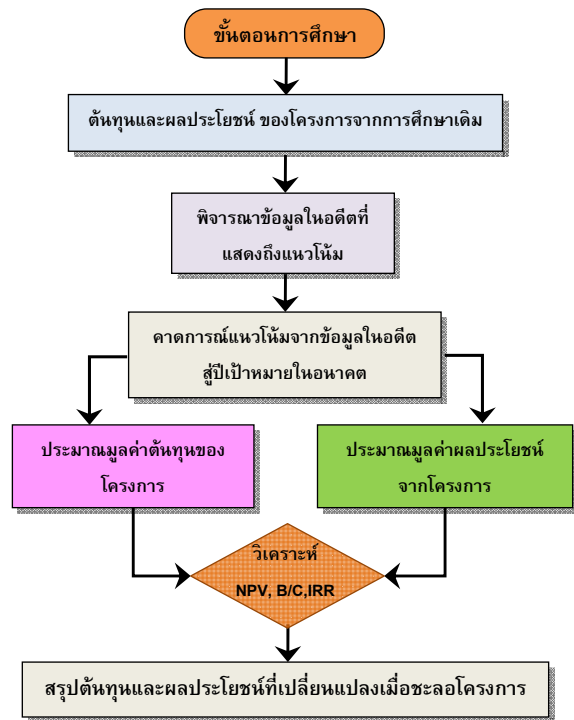 ขั้นตอนการศึกษา
ต้นทุนและผลประโยชน์ ของโครงการจากการศึกษาเดิม
พิจารณาข้อมูลในอดีตที่
แสดงถึงแนวโน้ม
คาดการณ์แนวโน้มจากข้อมูลในอดีต
สู่ปีเป้าหมายในอนาคต
ประมาณมูลค่าต้นทุนของ
โครงการ
ประมาณมูลค่าผลประโยชน์
จากโครงการ
วิเคราะห์
NPV, B/C,IRR
สรุปต้นทุนและผลประโยชน์ที่เปลี่ยนแปลงเมื่อชะลอโครงการ